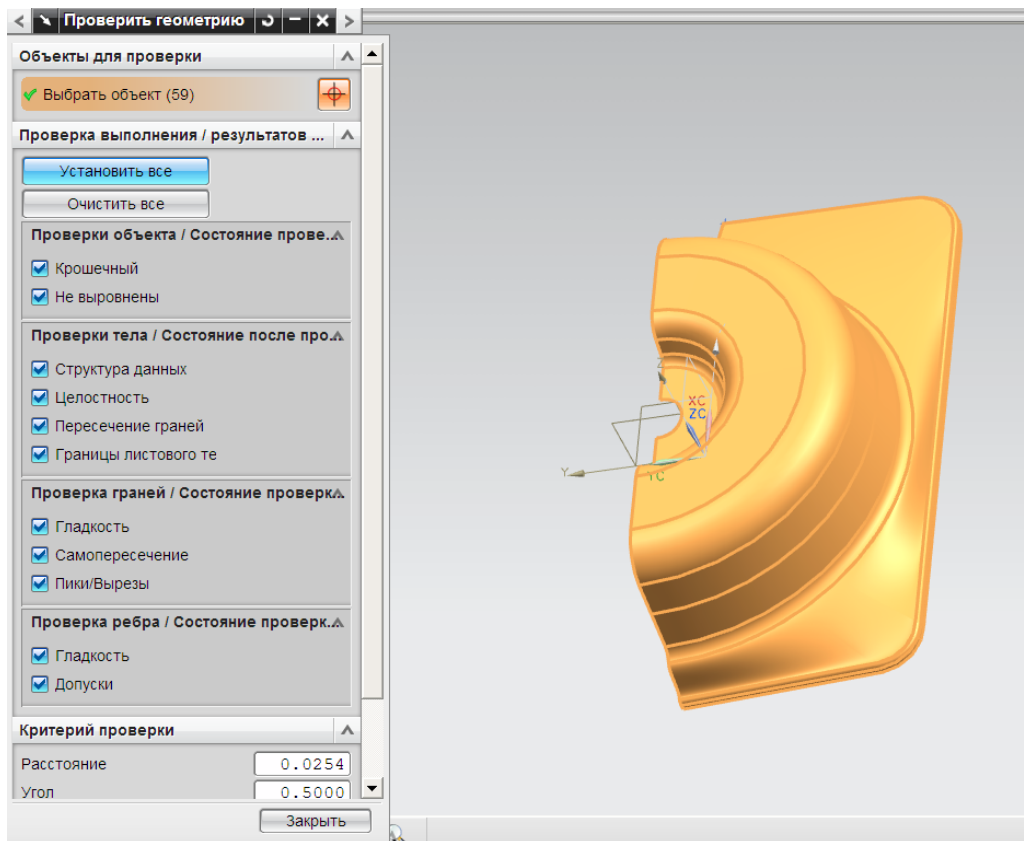 Проверить геометрию
Объекты для проверки
Выбрать объект (59)
Проверка выполнения / результатов ...
Установить все
Очистить все
Проверки объекта / Состояние прове..
Крошечный
Не выровнены
Проверки тела / Состояние после про..
Структура данных
Целостность
Пересечение граней
Границы листового те
Проверка граней / Состояние проверк..
Гладкость
Самопересечение
Пики/Вырезы
Проверка ребра / Состояние проверк..
Гладкость
Допуски
Критерий проверки
Расстояние 0.0254
Угол 0.5000
Закрыть
Z
XC
ZC
Y
YC